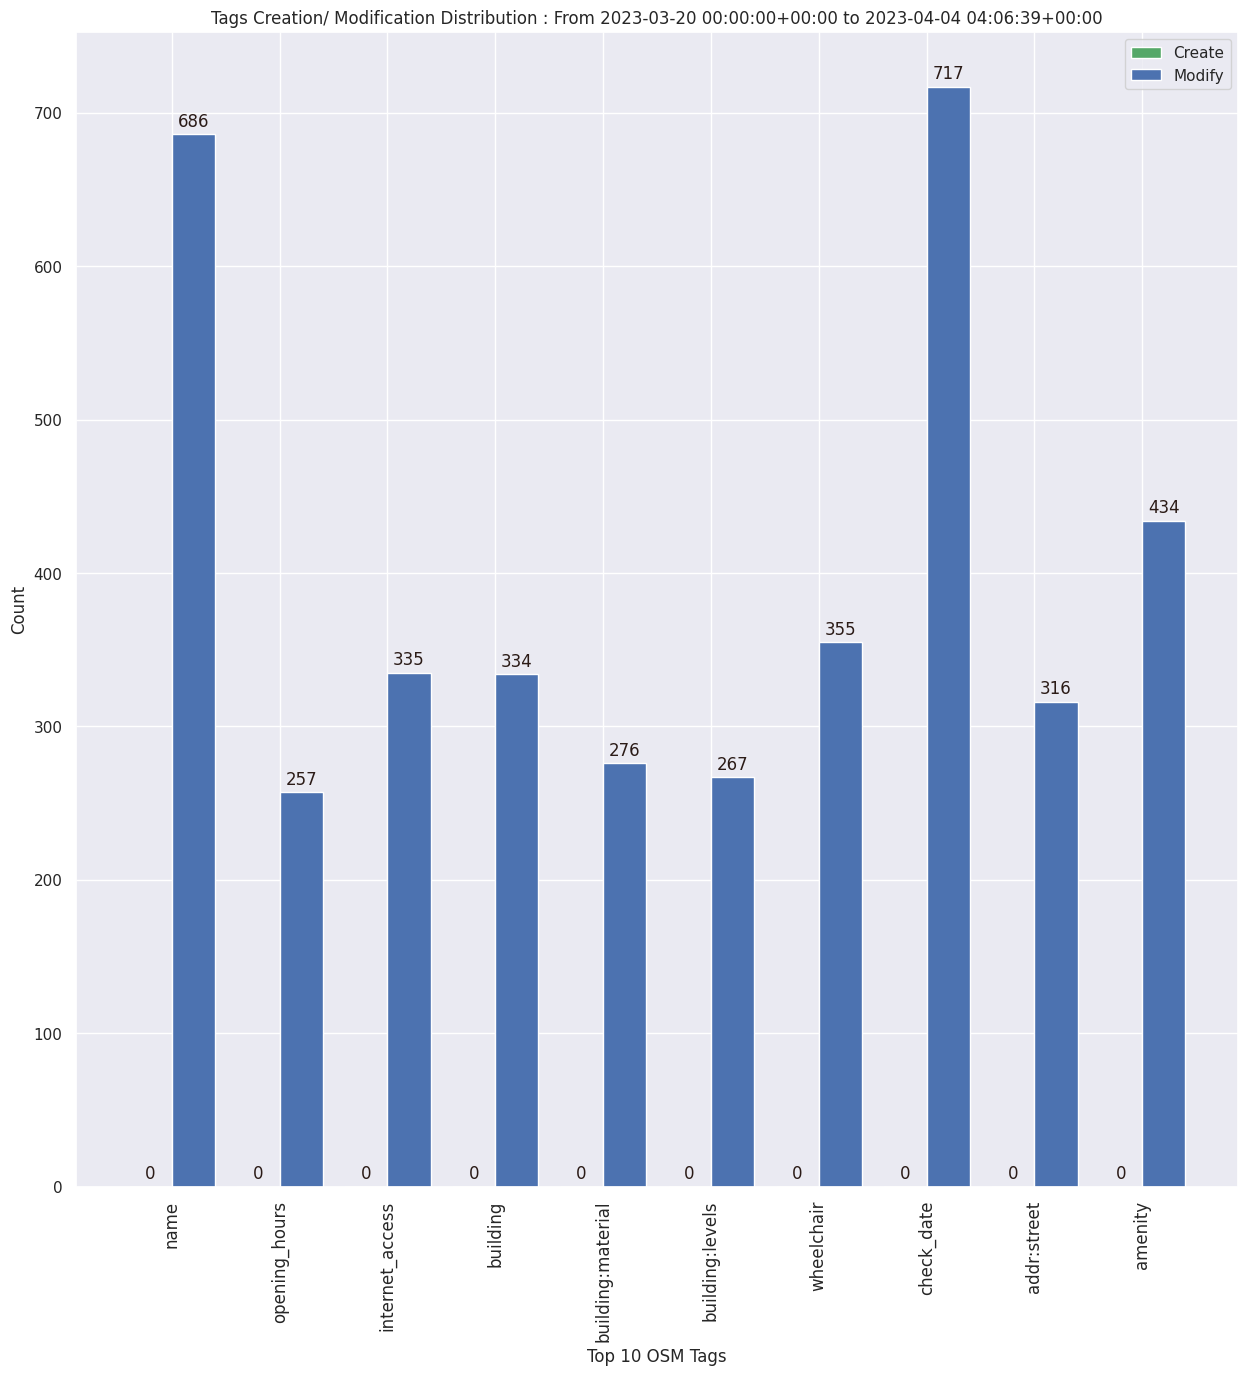 Tags Creation/ Modification Distribution : From 2023-03-20 00:00:00+00:00 to 2023-04-04 04:06:39+00:00
Create
Modify
Count
700
600
500
400
300
200
100
0
686
257
335
334
276
267
355
717
316
434
0
0
0
0
0
0
0
0
0
0
name
opening_hours
internet_access
building
building:material
building:levels
wheelchair
check_date
addr:street
amenity
Top 10 OSM Tags